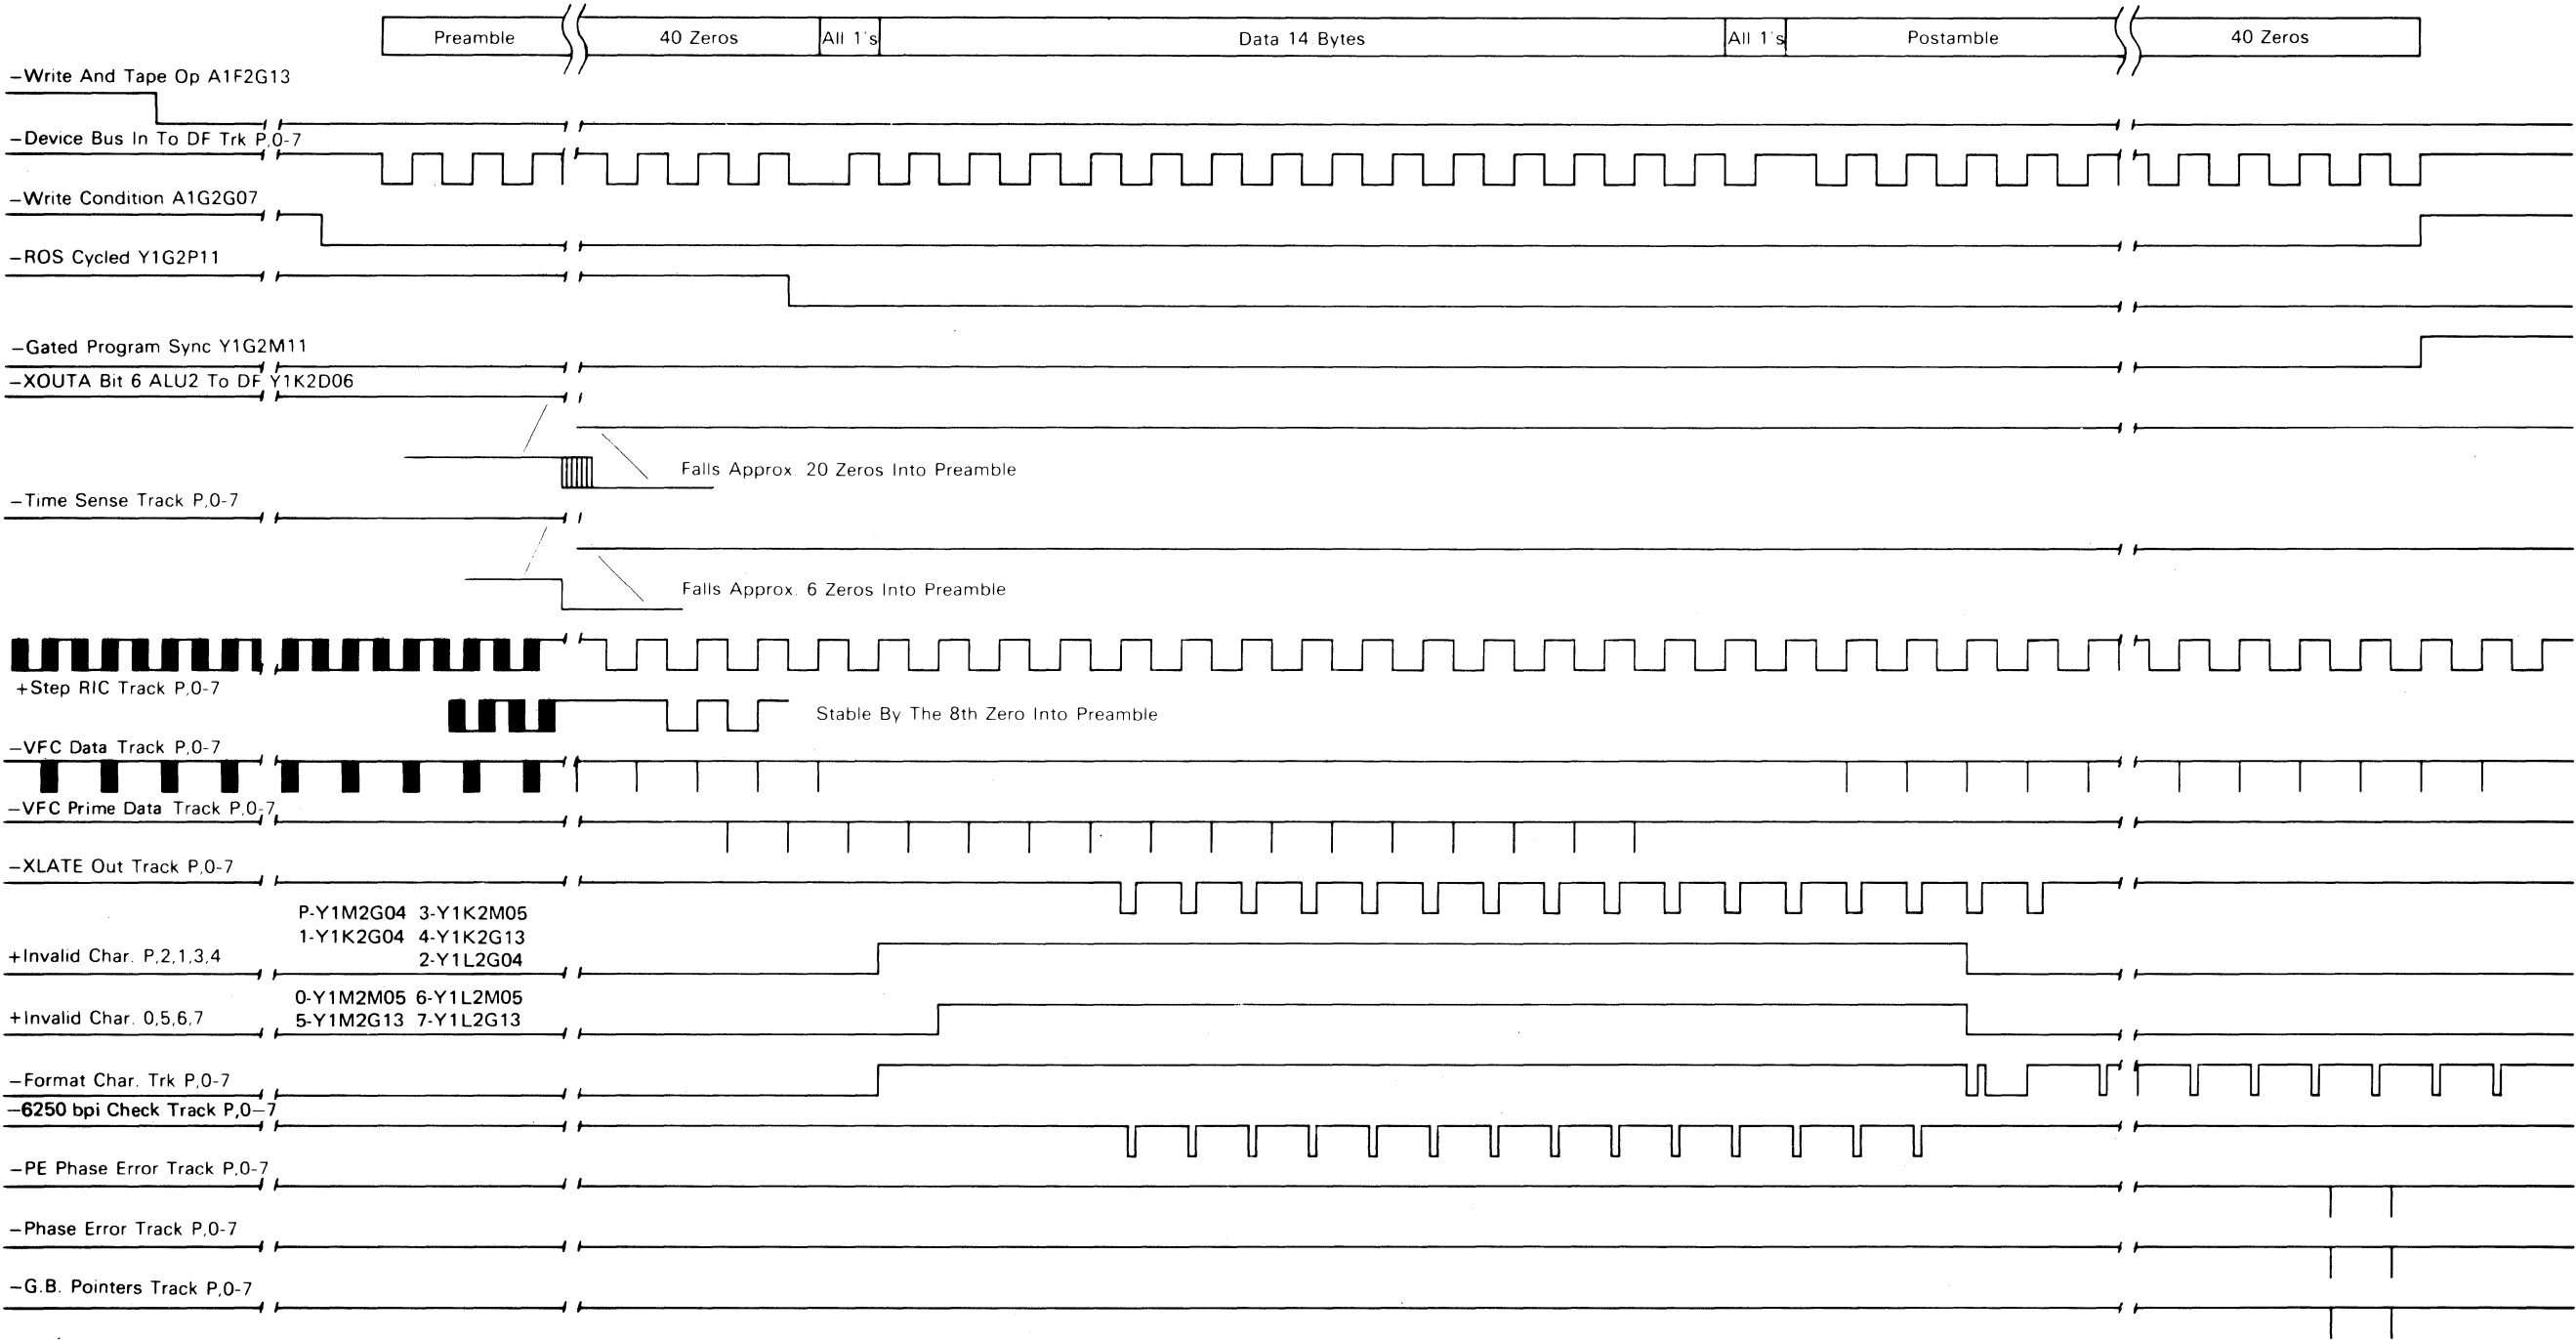 Preamble 40 Zeros All 1's Data 14 Bytes All 1's Postamble 40 Zeros
−Write And Tape Op A1F2G13
−Device Bus In To DF Trk P,0-7
−Write Condition A1G2G07
−ROS Cycled Y1G2P11
−Gated Program Sync Y1G2M11
−XOUTA Bit 6 ALU2 To DF Y1K2D06
Falls Approx. 20 Zeros Into Preamble
−Time Sense Track P,0-7
Falls Approx. 6 Zeros Into Preamble
+Step RIC Track P,0-7
Stable By The 8th Zero Into Preamble
−VFC Data Track P,0-7
−VFC Prime Data Track P,0-7
−XLATE Out Track P,0-7
P-Y1M2G04 3-Y1K2M05
1-Y1K2G04 4-Y1K2G13
+Invalid Char. P,2,1,3,4 2-Y1L2G04
0-Y1M2M05 6-Y1L2M05
+Invalid Char. 0,5,6,7 5-Y1M2G13 7-Y1L2G13
−Format Char. Trk P,0-7
−6250 bpi Check Track P,0−7
−PE Phase Error Track P,0-7
−Phase Error Track P,0-7
−G.B. Pointers Track P,0-7